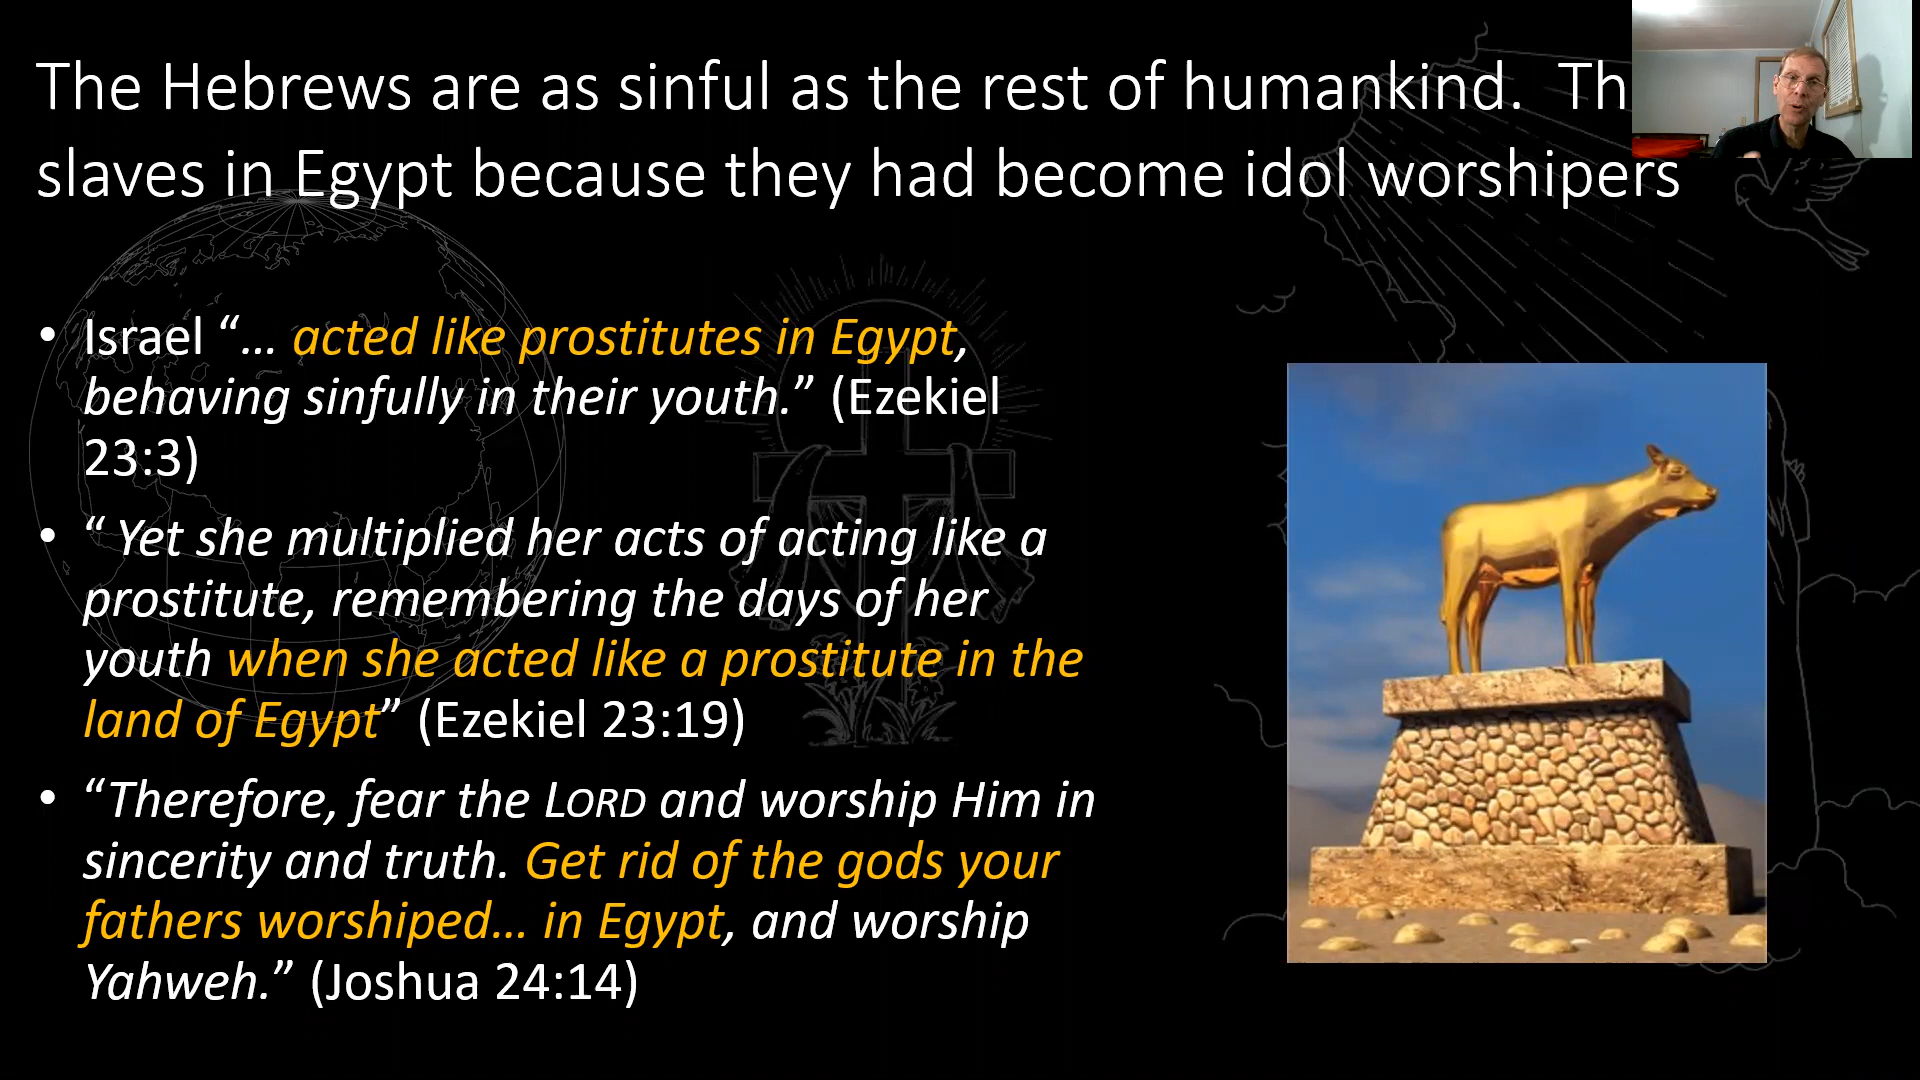 The Hebrews are as sinful as the rest of humankind. Th
slaves in Egypt because they had become idol worshipers
• Israel “… acted like prostitutes in Egypt,
behaving sinfully in their youth.” (Ezekiel
23:3)
• “ Yet she multiplied her acts of acting like a
prostitute, remembering the days of her
youth when she acted like a prostitute in the
land of Egypt” (Ezekiel 23:19)
• “Therefore, fear the LORD and worship Him in
sincerity and truth. Get rid of the gods your
fathers worshiped… in Egypt, and worship
Yahweh.” (Joshua 24:14)